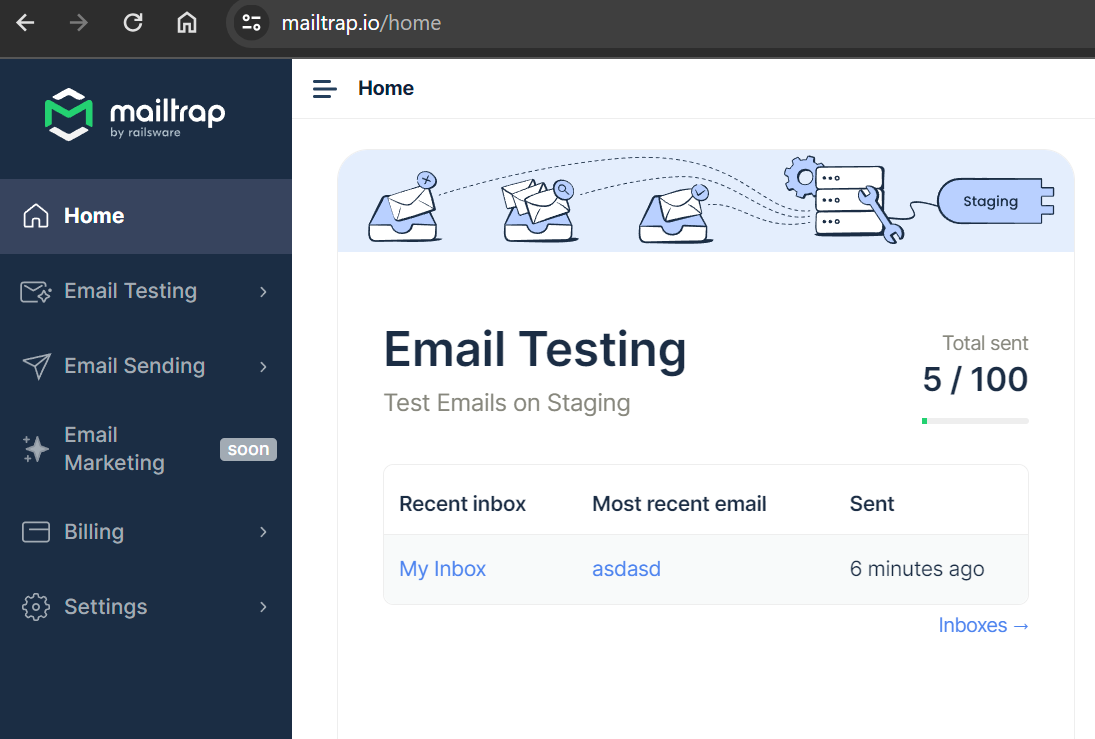 mailtrap.io/home
mailtrap
by railsware
Home
Email Testing
Email Sending
Email
Marketing
soon
Billing
Settings
Home
Staging
Email Testing
Test Emails on Staging
Total sent
5 / 100
Recent inbox Most recent email Sent
My Inbox asdasd 6 minutes ago
Inboxes →